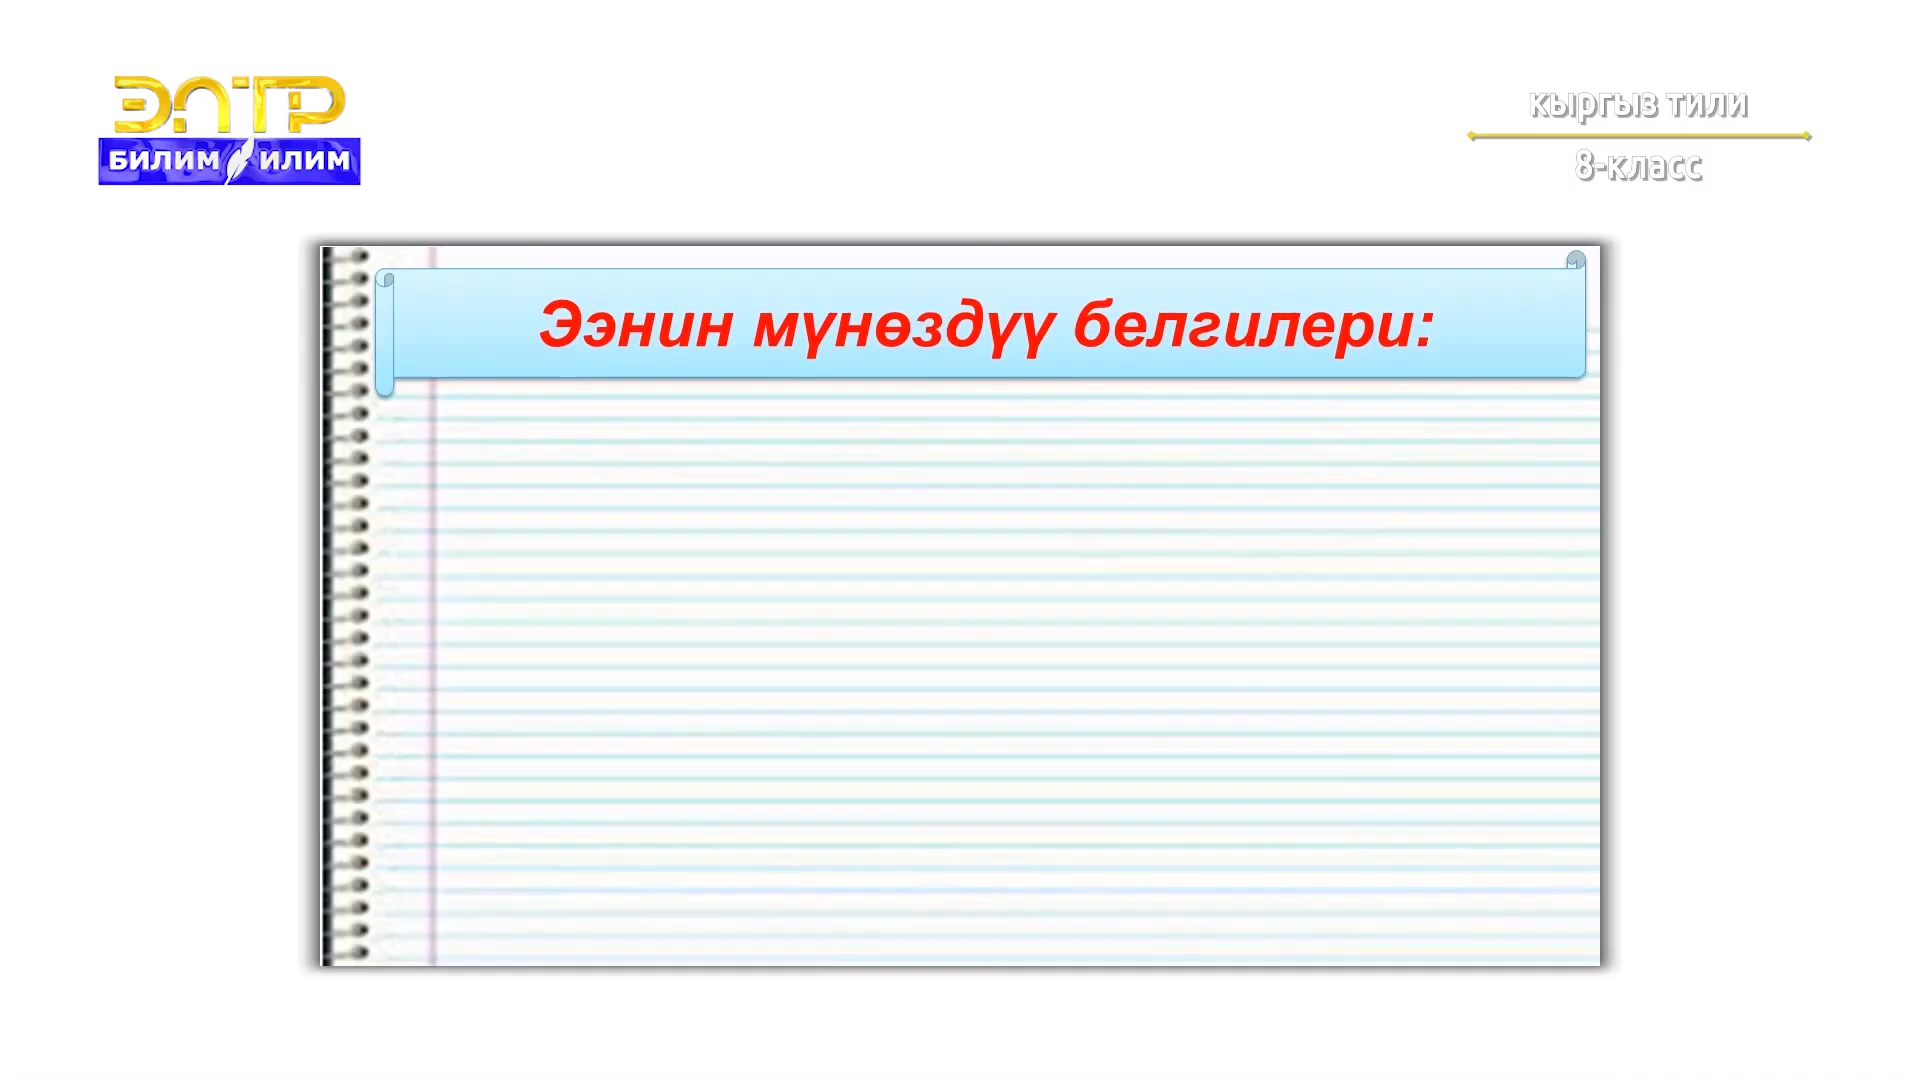 ЭЛТР
БИЛИМ ИЛИМ
кыргыз тили
8-класс
Ээнин мүнөздүү белгилери: